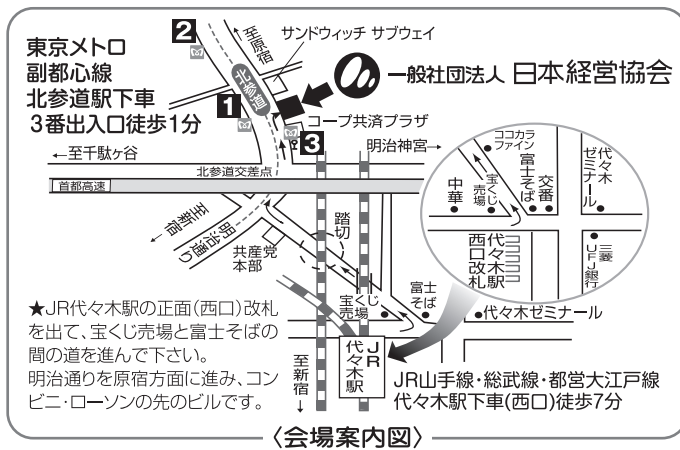 東京メトロ
副都心線
北参道駅下車
3番出入口徒歩1分
2
至原宿
サンドウィッチ サブウェイ
北参道
一般社団法人 日本経営協会
1
3
コープ共済プラザ
←至千駄ヶ谷
明治神宮→
北参道交差点
首都高速
至新宿
明治通り
共産党
本部
踏切
ココカラ
ファイン
宝くじ
売場
富士そば
交番
代々木
ゼミナール
中華
代々木駅
西口改札
三菱
UFJ銀行
宝くじ
売場
富士
そば
代々木ゼミナール
★JR代々木駅の正面(西口)改札
を出て、宝くじ売場と富士そばの
間の道を進んで下さい。
明治通りを原宿方面に進み、コン
ビニ・ローソンの先のビルです。
至新宿
JR
代々木駅
JR山手線・総武線・都営大江戸線
代々木駅下車(西口)徒歩7分
〈会場案内図〉